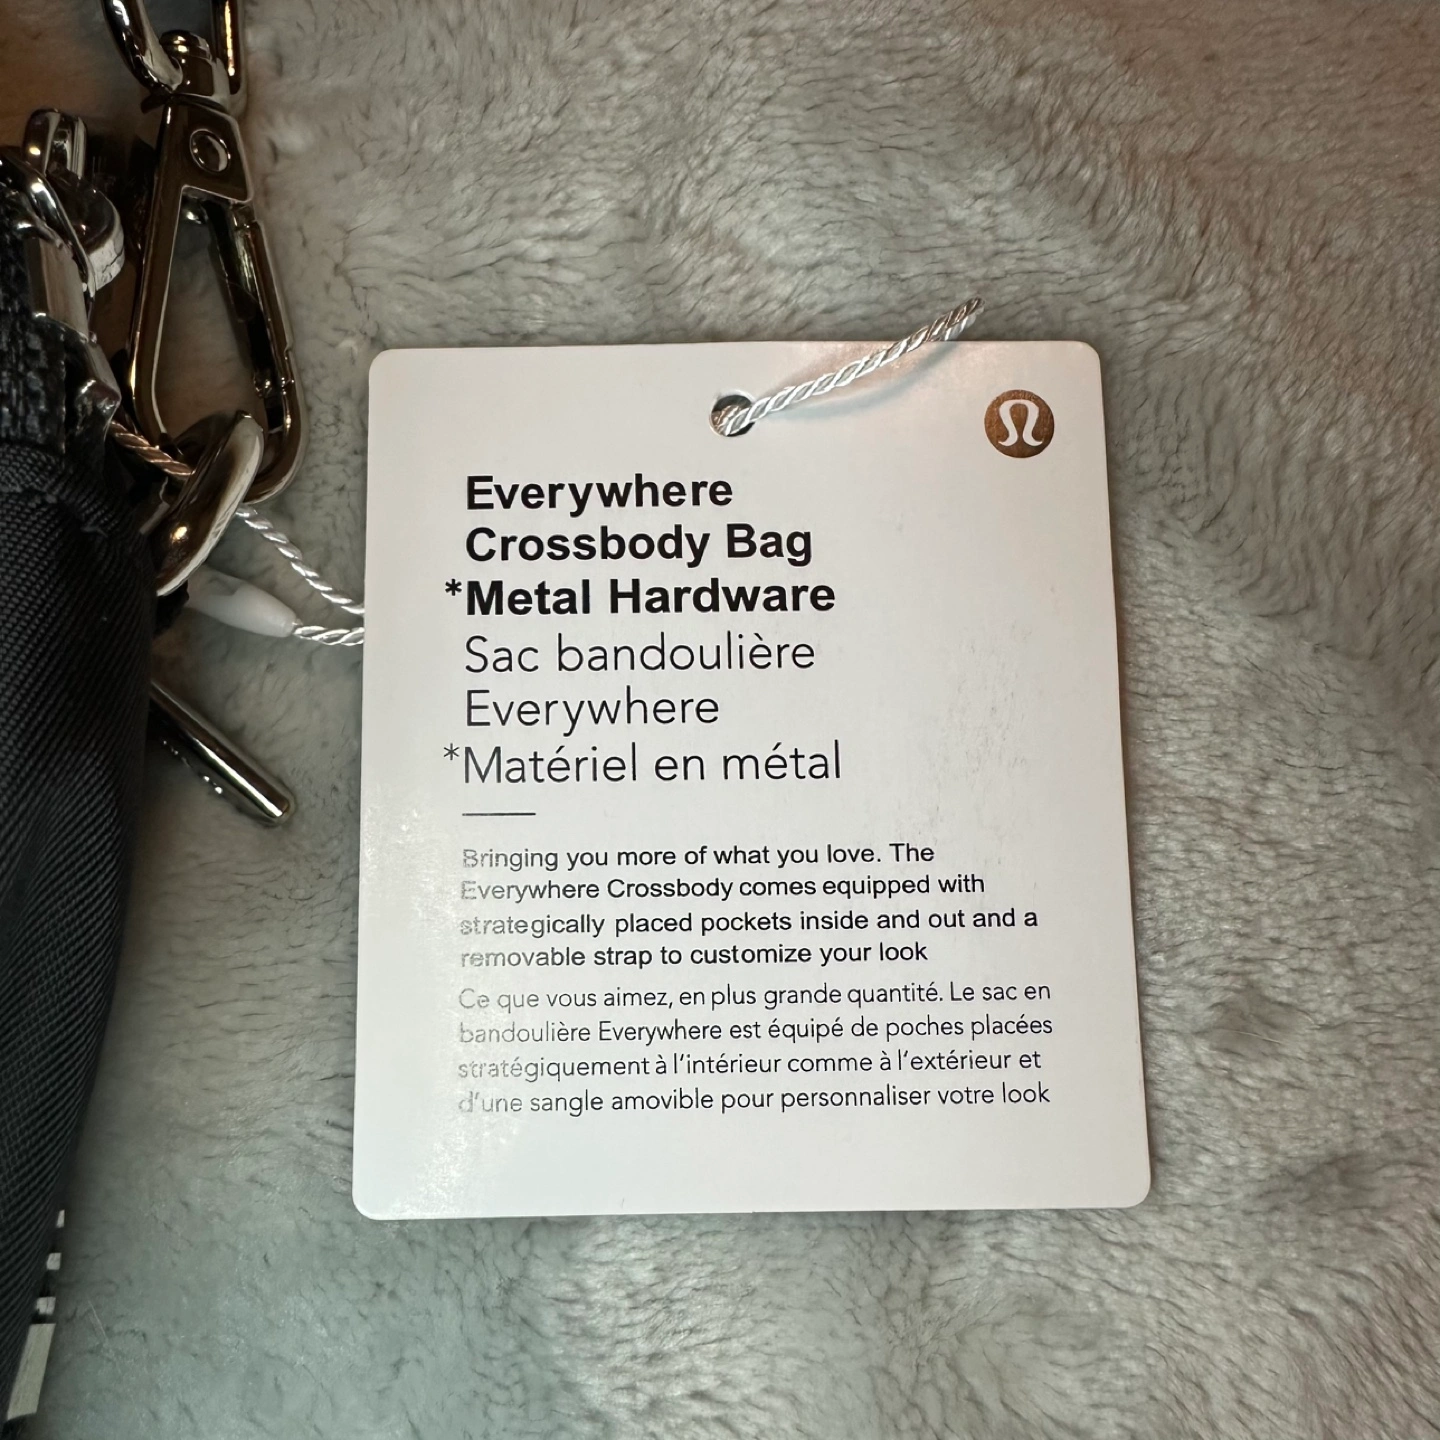 Everywhere
Crossbody Bag
*Metal Hardware
Sac bandoulière
Everywhere
*Matériel en métal
Bringing you more of what you love. The
Everywhere Crossbody comes equipped with
strategically placed pockets inside and out and a
removable strap to customize your look
Ce que vous aimez, en plus grande quantité. Le sac en
bandoulière Everywhere est équipé de poches placées
stratégiquement à l'intérieur comme à l'extérieur et
d'une sangle amovible pour personnaliser votre look